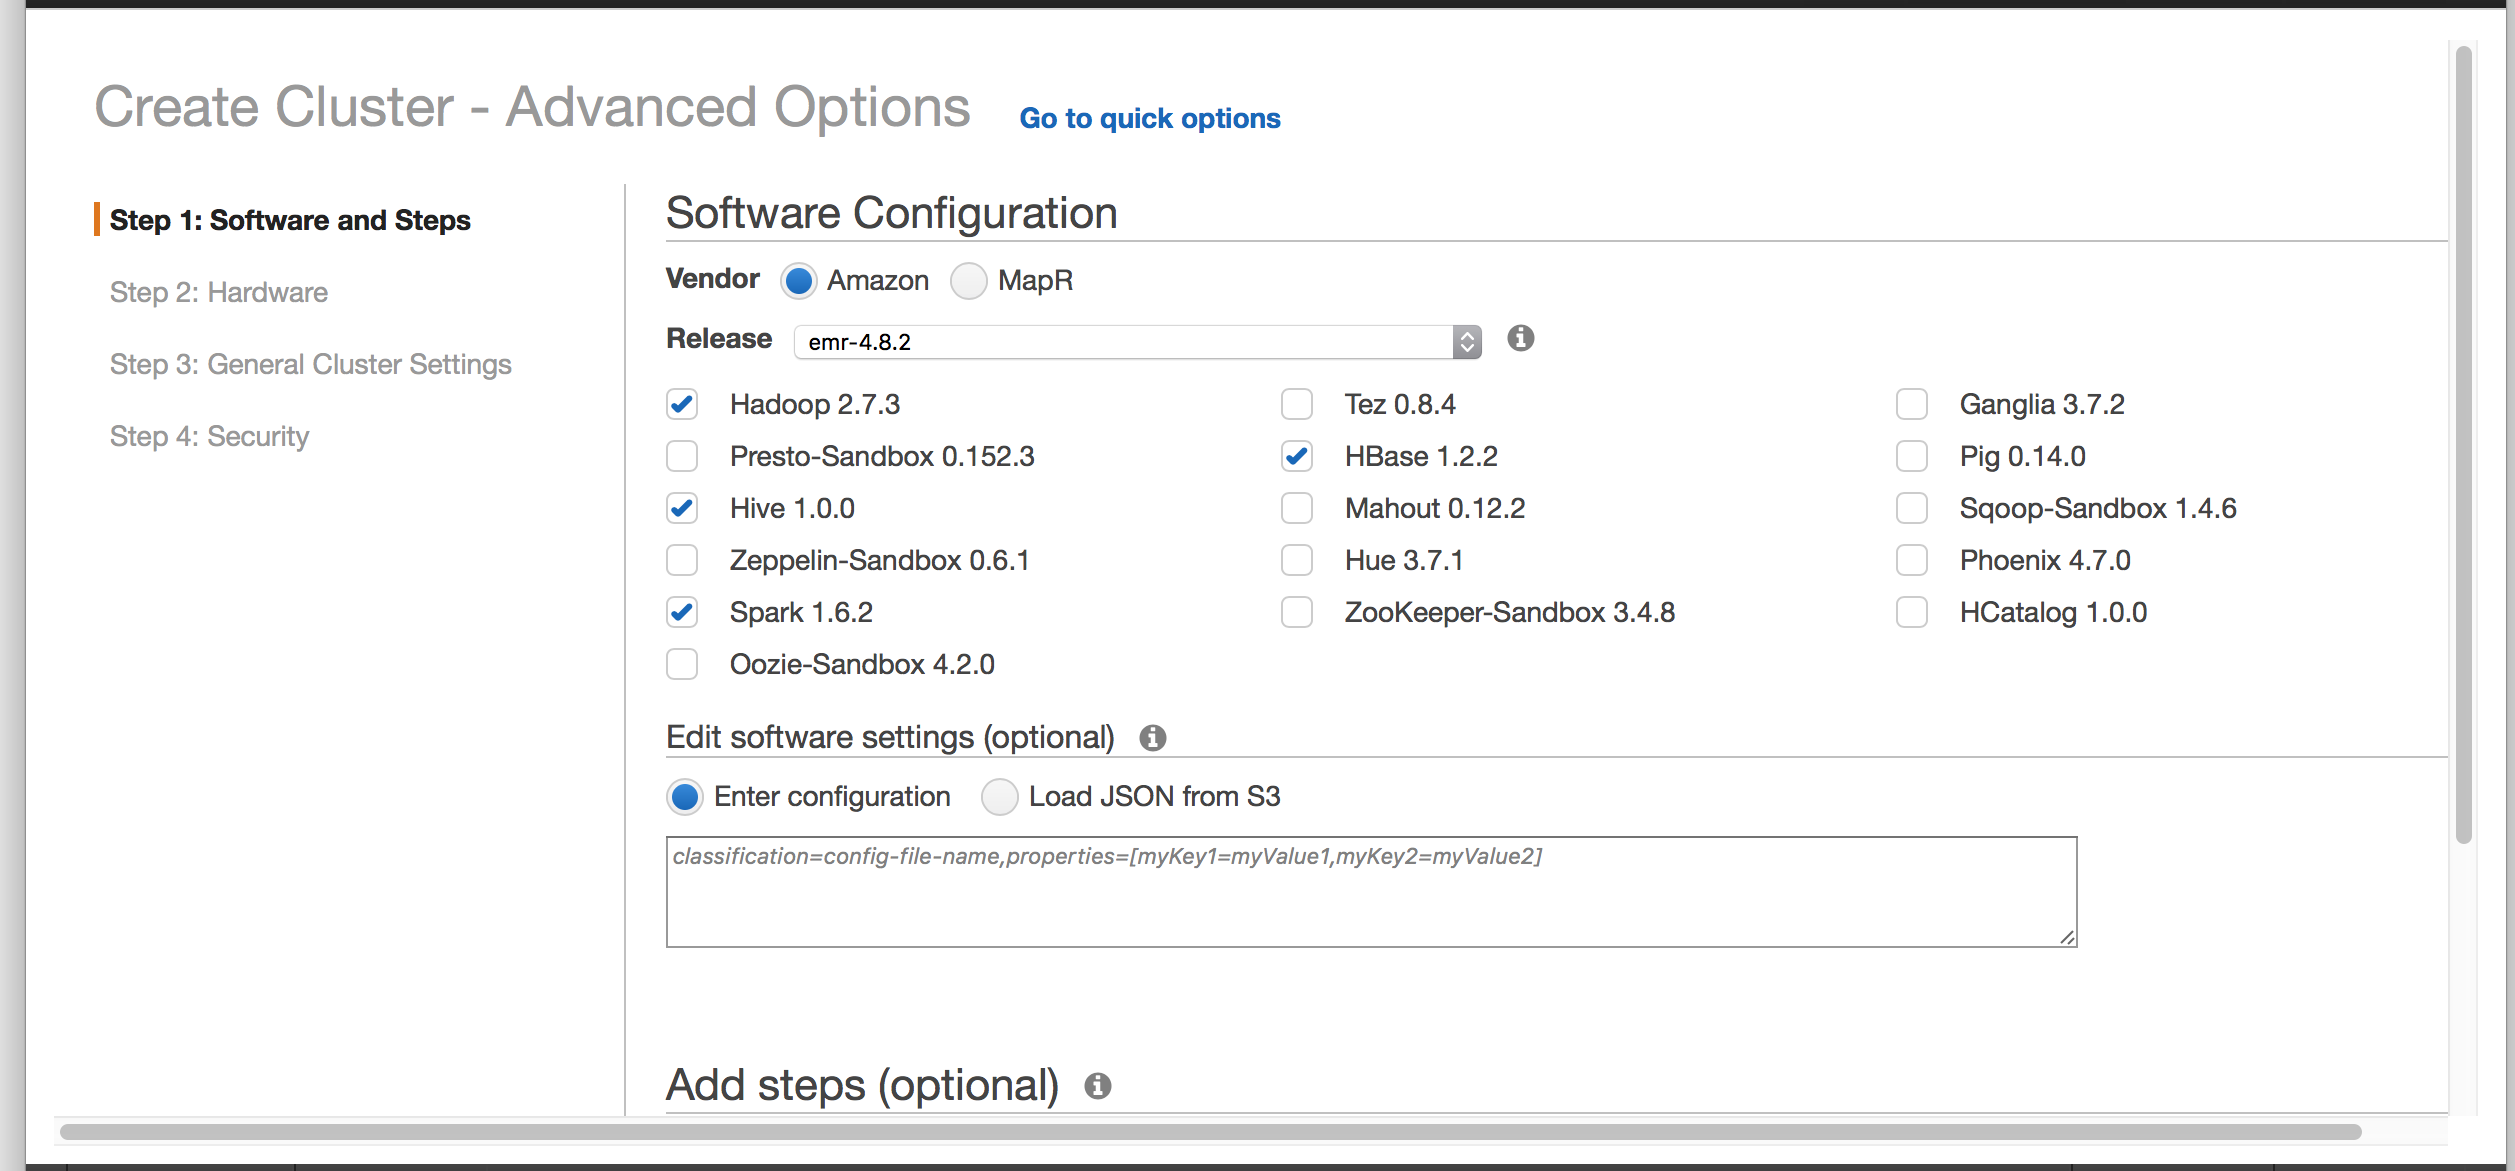 Create Cluster - Advanced Options Go to quick options
Step 1: Software and Steps
Step 2: Hardware
Step 3: General Cluster Settings
Step 4: Security
Software Configuration
Vendor Amazon MapR
Release emr-4.8.2
Hadoop 2.7.3 Tez 0.8.4 Ganglia 3.7.2
Presto-Sandbox 0.152.3 HBase 1.2.2 Pig 0.14.0
Hive 1.0.0 Mahout 0.12.2 Sqoop-Sandbox 1.4.6
Zeppelin-Sandbox 0.6.1 Hue 3.7.1 Phoenix 4.7.0
Spark 1.6.2 ZooKeeper-Sandbox 3.4.8 HCatalog 1.0.0
Oozie-Sandbox 4.2.0
Edit software settings (optional)
Enter configuration Load JSON from S3
classification=config-file-name,properties=[myKey1=myValue1,myKey2=myValue2]
Add steps (optional)